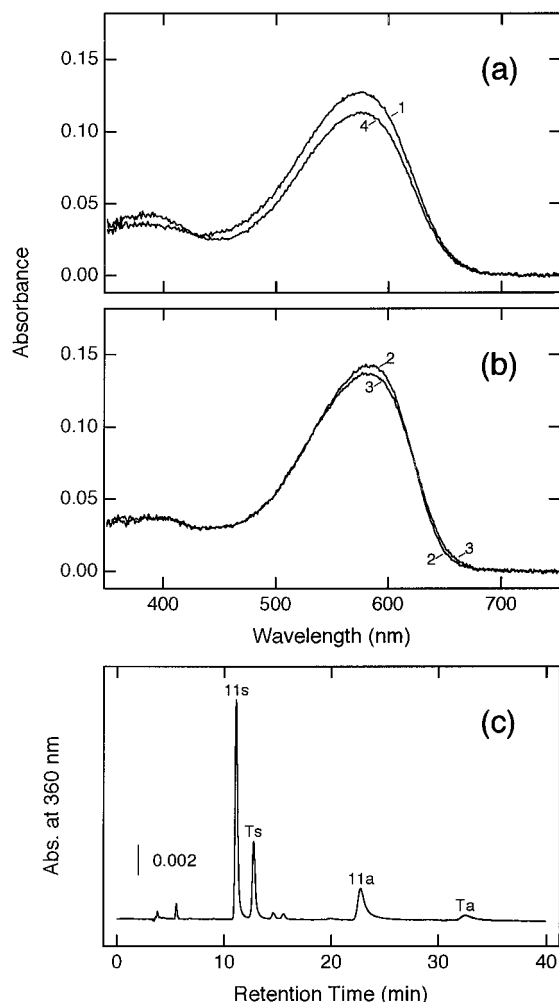 (a)
0.15
0.10
0.05
0.00
1
4
Absorbance
(b)
0.15
0.10
0.05
0.00
2
3
3
2
400 500 600 700
Wavelength (nm)
(c)
11s
Ts
11a
Ta
0.002
Abs. at 360 nm
0 10 20 30 40
Retention Time (min)